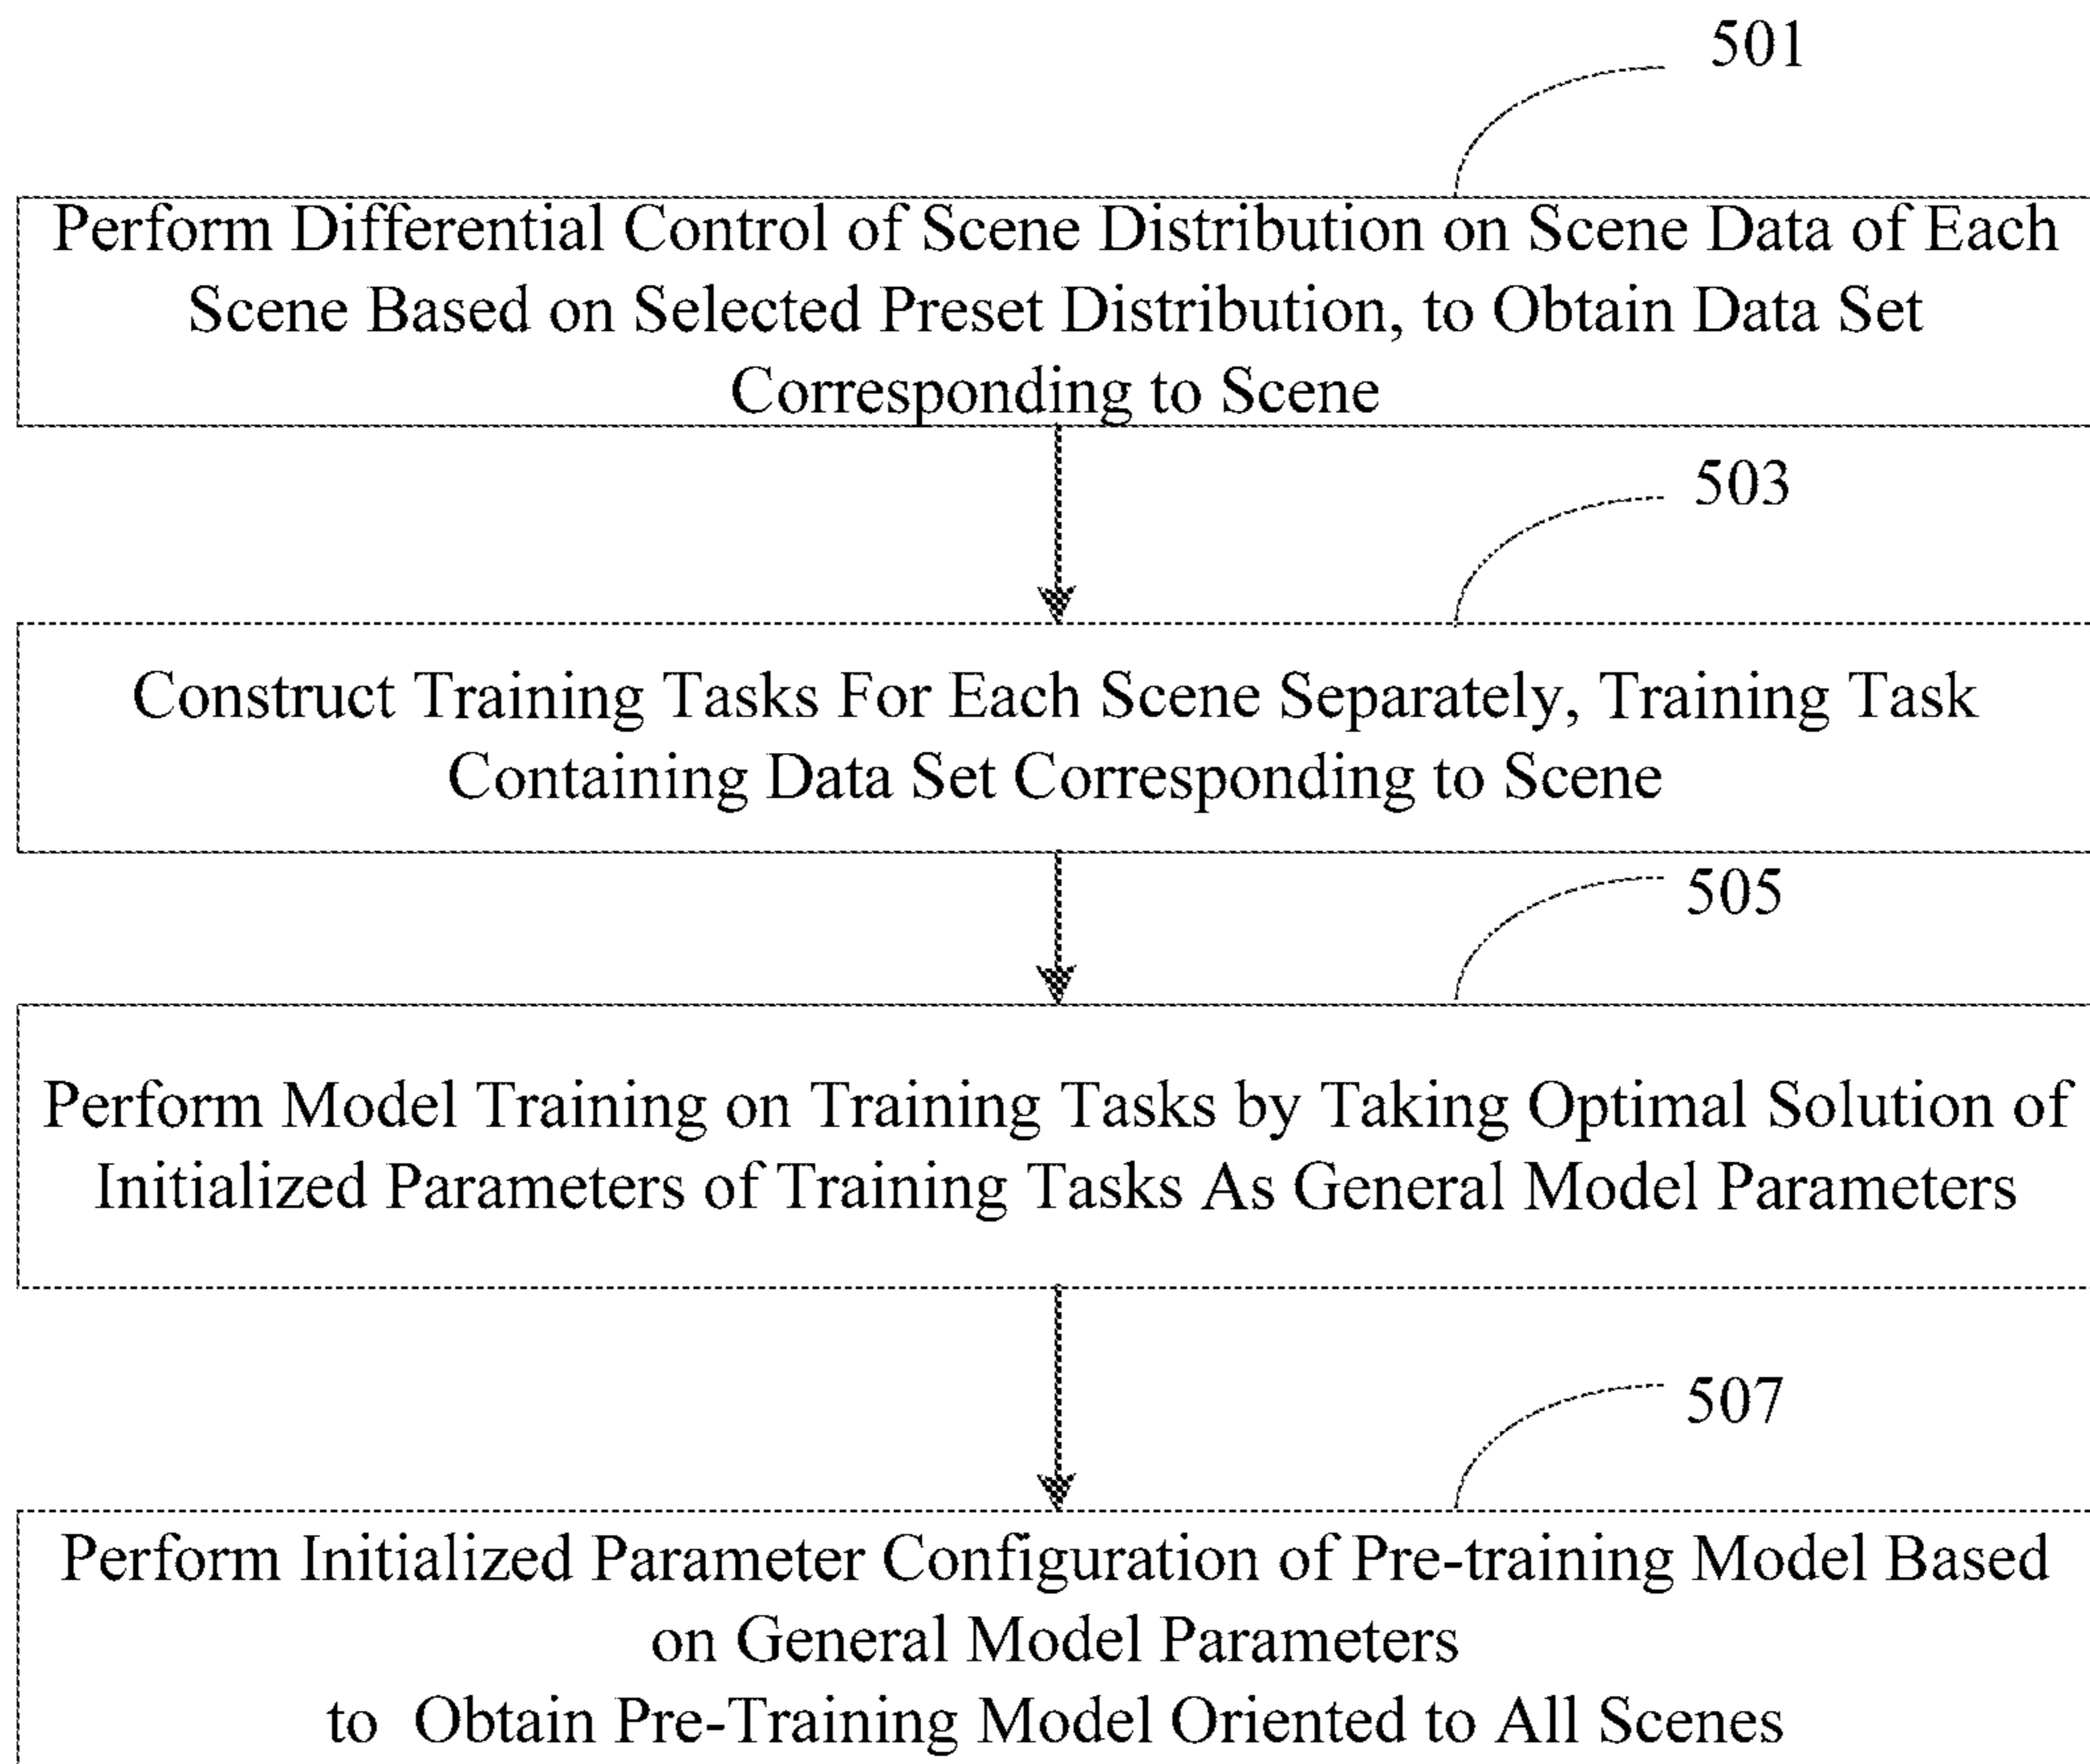 501
Perform Differential Control of Scene Distribution on Scene Data of Each
Scene Based on Selected Preset Distribution, to Obtain Data Set
Corresponding to Scene
503
Construct Training Tasks For Each Scene Separately, Training Task
Containing Data Set Corresponding to Scene
505
Perform Model Training on Training Tasks by Taking Optimal Solution of
Initialized Parameters of Training Tasks As General Model Parameters
507
Perform Initialized Parameter Configuration of Pre-training Model Based
on General Model Parameters
to Obtain Pre-Training Model Oriented to All Scenes